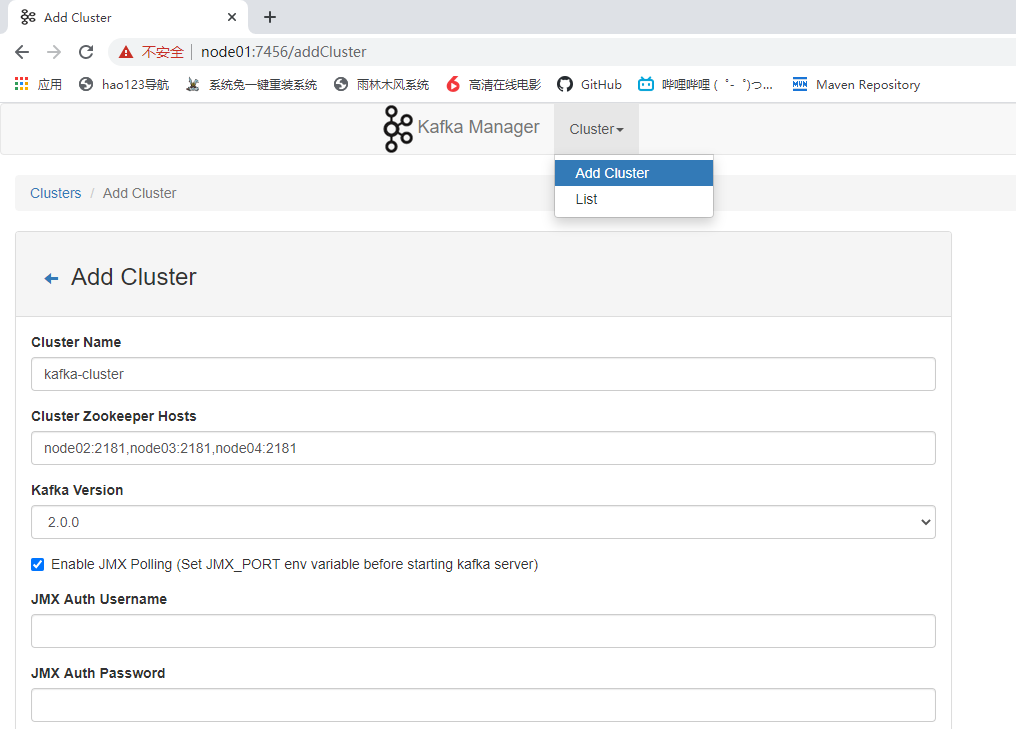 Add Cluster
不安全 node01:7456/addCluster
应用 hao123导航 系统兔一键重装系统 雨林木风系统 高清在线电影 GitHub 哔哩哔哩 ( ゜- ゜)つ... Maven Repository
Kafka Manager Cluster
Add Cluster
List
Clusters / Add Cluster
Add Cluster
Cluster Name
kafka-cluster
Cluster Zookeeper Hosts
node02:2181,node03:2181,node04:2181
Kafka Version
2.0.0
Enable JMX Polling (Set JMX_PORT env variable before starting kafka server)
JMX Auth Username
JMX Auth Password